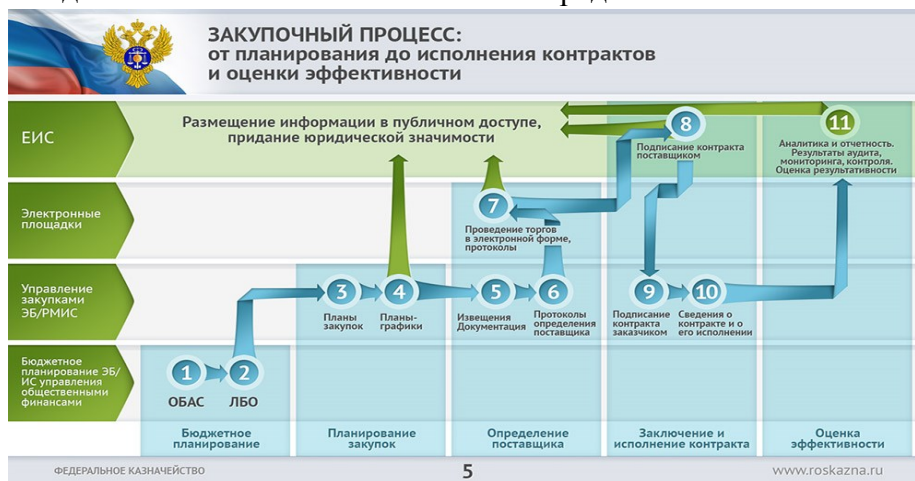 ЗАКУПОЧНЫЙ ПРОЦЕСС:
от планирования до исполнения контрактов
и оценки эффективности
ЕИС
Размещение информации в публичном доступе,
придание юридической значимости
8
Подписание контракта
поставщиком
11
Аналитика и отчетность.
Результаты аудита,
мониторинга, контроля.
Оценка результативности
Электронные
площадки
7
Проведение торгов
в электронной форме,
протоколы
Управление
закупками
ЭБ/РМИС
3
Планы
закупок
4
Планы-
графики
5
Извещения
Документация
6
Протоколы
определения
поставщика
9
Подписание
контракта
заказчиком
10
Сведения о
контракте и о
его исполнении
Бюджетное
планирование ЭБ/
ИС управления
общественными
финансами
1
ОБАС
2
ЛБО
Бюджетное
планирование
Планирование
закупок
Определение
поставщика
Заключение и
исполнение контракта
Оценка
эффективности
ФЕДЕРАЛЬНОЕ КАЗНАЧЕЙСТВО
5
www.roskazna.ru